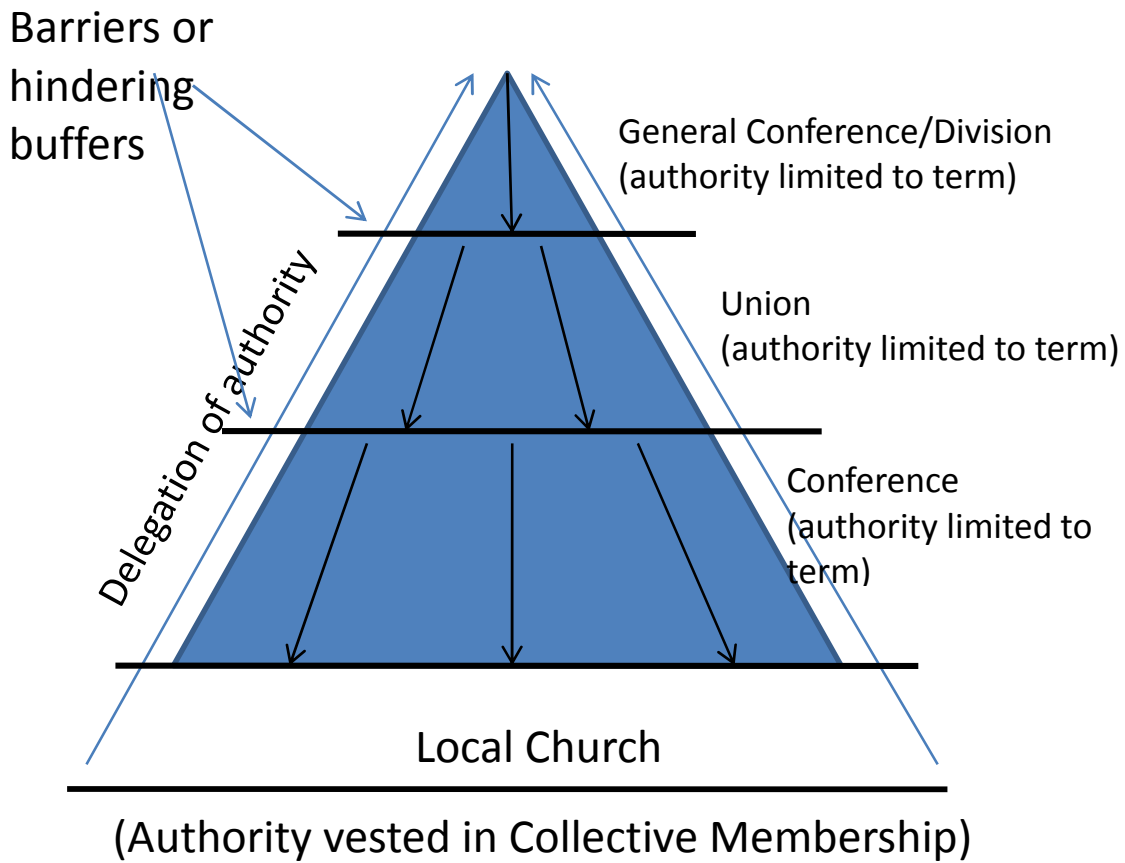 Barriers or
hindering
buffers
General Conference/Division
(authority limited to term)
Delegation of authority
Union
(authority limited to term)
Conference
(authority limited to
term)
Local Church
(Authority vested in Collective Membership)